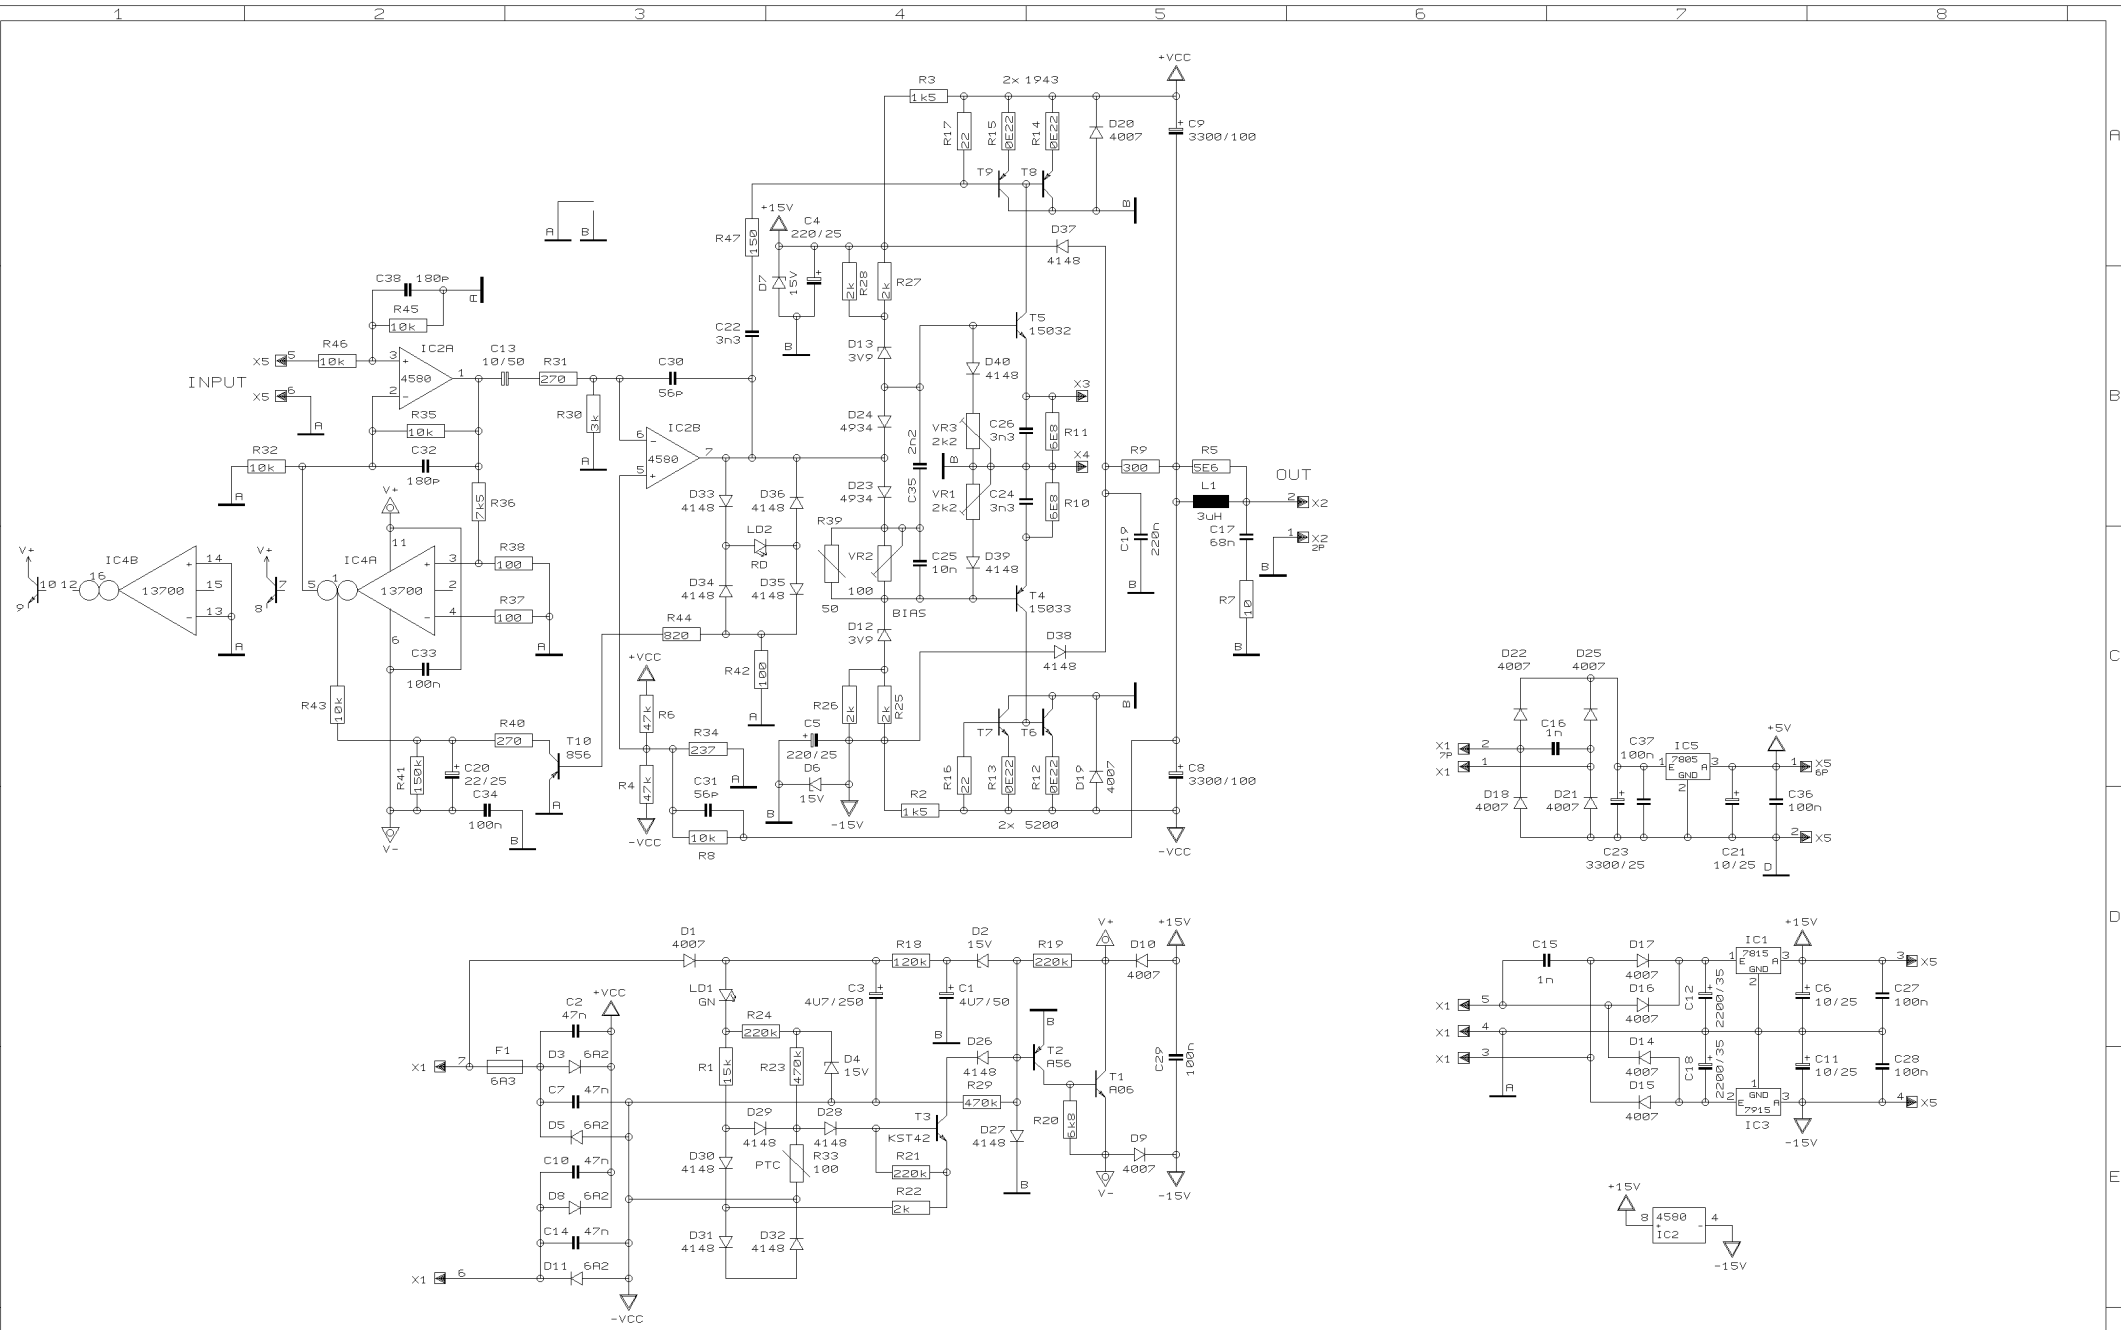 1 2 3 4 5 6 7 8
A
B
C
D
E
+VCC
R3
1k5
2x 1943
R17
22
R15
0E22
R14
0E22
D20
4007
C9
3300/100
T9
T8
B
A
B
+15V
C4
220/25
R47
150
D7
15V
2k
R28
2k
R27
D37
4148
B
C38
180p
A
R45
10k
X5
5
R46
10k
IC2A
3
+
4580
1
2
-
INPUT
X5
6
A
C13
10/50
R31
270
R30
3k
A
C30
56p
C22
3n3
R35
10k
R32
10k
A
C32
180p
R36
7k5
IC2B
6
-
4580
7
5
+
D13
3V9
D24
4934
D23
4934
2n2
C35
T5
15032
D40
4148
X3
VR3
2k2
C26
3n3
6E8
R11
B
X4
VR1
2k2
C24
3n3
6E8
R10
R9
300
R5
5E6
OUT
L1
3uH
2
X2
1
X2
2P
B
C17
68n
R7
10
B
C19
220n
B
D33
4148
D36
4148
LD2
RD
D34
4148
D35
4148
R39
50
VR2
100
BIAS
C25
10n
D39
4148
T4
15033
D12
3V9
D38
4148
V+
10
9
IC4B
12
16
13700
+
14
15
-
13
A
V+
7
8
V+
11
IC4A
5
1
13700
+
3
2
-
4
6
R38
100
R37
100
A
C33
100n
R43
10k
R44
820
R42
100
A
+VCC
47k
R6
R4
47k
-VCC
R34
237
A
C31
56p
10k
R8
R40
270
T10
856
A
R41
150k
C20
22/25
C34
100n
B
V-
R26
2k
2k
R25
C5
+
220/25
D6
15V
-15V
B
R2
1k5
T7
T6
B
R16
22
R13
0E22
R12
0E22
D19
4007
2x 5200
C8
3300/100
-VCC
D22
4007
D25
4007
X1
7P
2
X1
1
C16
1n
D18
4007
D21
4007
C37
100n
IC5
7805
1
E
A
3
GND
2
+5V
1
X5
6P
C36
100n
2
X5
C23
3300/25
C21
10/25
D
D1
4007
R18
120k
D2
15V
R19
220k
V+
D10
4007
+15V
LD1
GN
C3
4U7/250
C1
4U7/50
B
C2
47n
+VCC
X1
7
F1
6A3
D3
6A2
C7
47n
D5
6A2
C10
47n
D8
6A2
C14
47n
X1
6
D11
6A2
-VCC
R24
220k
R1
15k
R23
470k
D4
15V
D26
4148
B
T2
A56
T1
A06
C29
100n
R29
470k
R20
6k8
D29
4148
D28
4148
T3
KST42
D27
4148
D9
4007
V-
-15V
D30
4148
PTC
R33
100
R21
220k
R22
2k
B
D31
4148
D32
4148
C15
1n
D17
4007
D16
4007
X1
5
X1
4
X1
3
A
D14
4007
D15
4007
C12
2200/35
C18
2200/35
IC1
7815
1
E
A
3
GND
2
+15V
C6
10/25
C27
100n
3
X5
C11
10/25
C28
100n
4
X5
1
GND
2
E
A
3
7915
IC3
-15V
+15V
8
4580
+
-
IC2
4
-15V